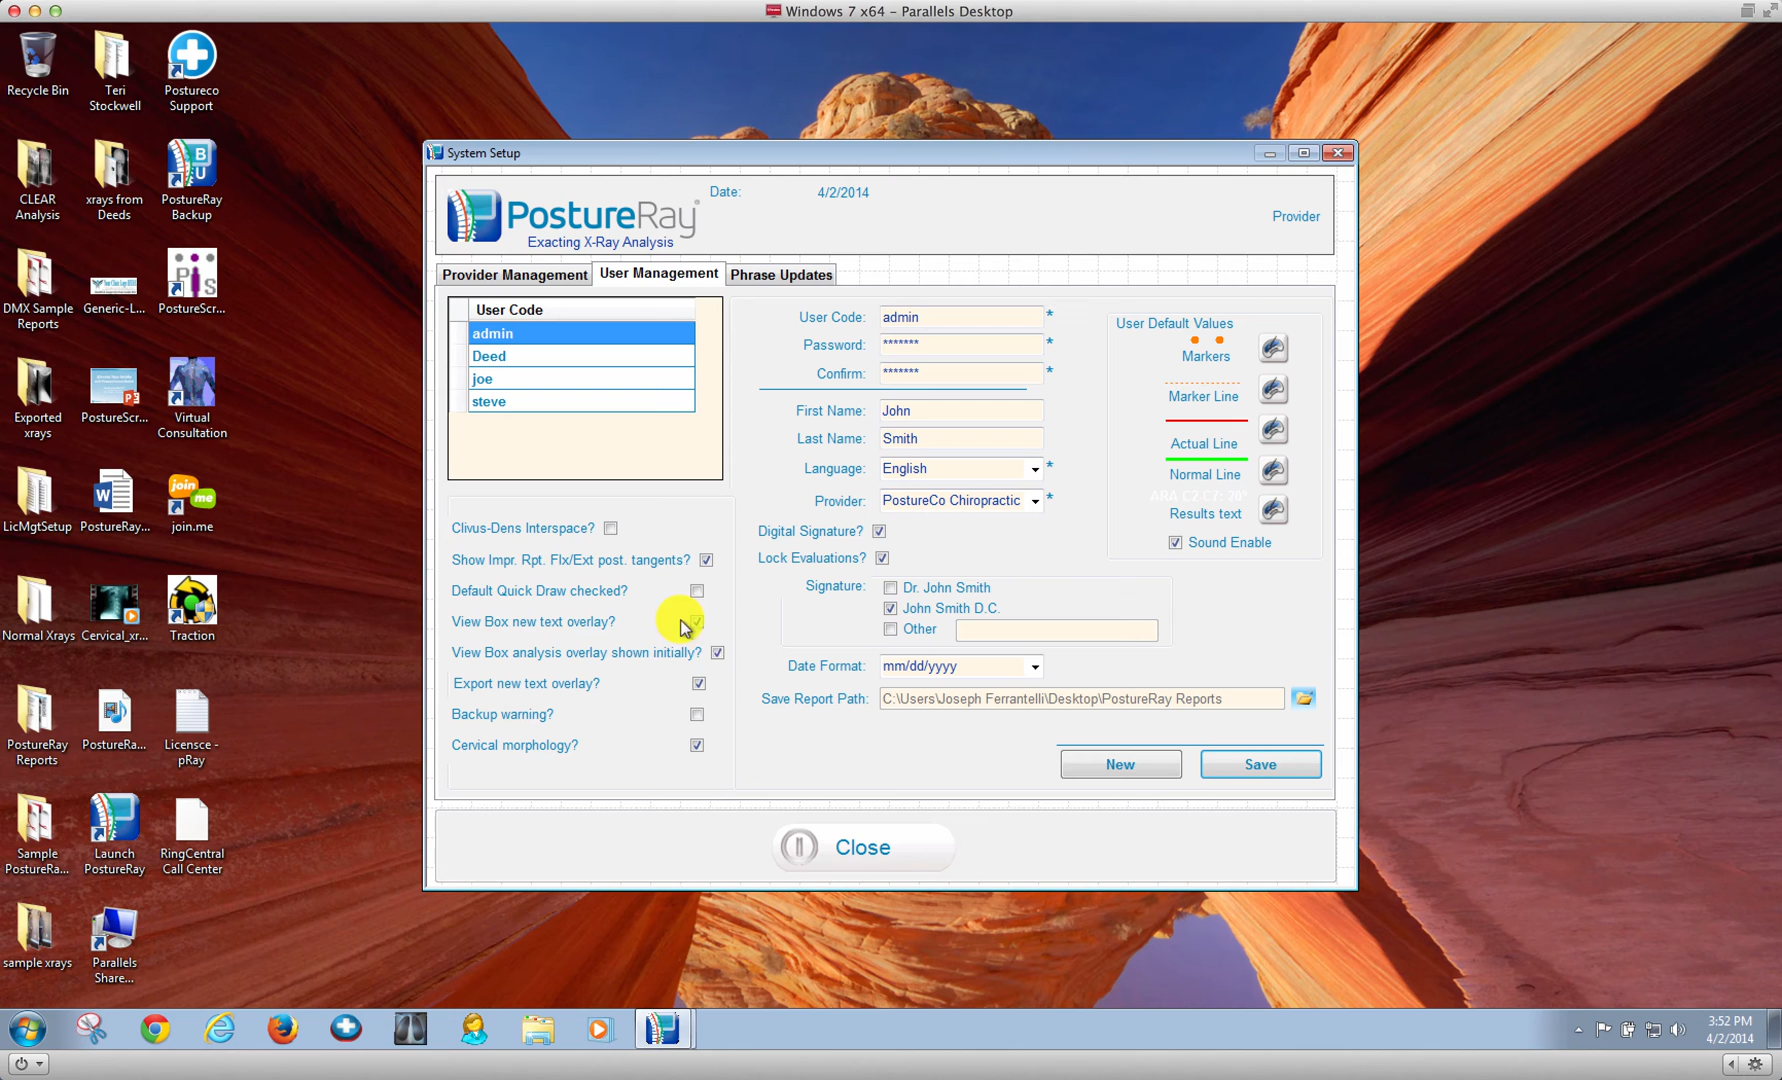 Windows 7 x64 – Parallels Desktop
Recycle Bin
Teri Stockwell
Postureco Support
CLEAR Analysis
xrays from Deeds
PostureRay Backup
DMX Sample Reports
Generic-L...
PostureScr...
Exported xrays
PostureScr...
Virtual Consultation
LicMgtSetup
PostureRay...
join.me
Normal Xrays
Cervical_xr...
Traction
PostureRay Reports
PostureRa...
Licensce - pRay
Sample PostureRa...
Launch PostureRay
RingCentral Call Center
sample xrays
Parallels Share...
System Setup
PostureRay
Exacting X-Ray Analysis
Date: 4/2/2014
Provider
Provider Management
User Management
Phrase Updates
User Code
admin
Deed
joe
steve
Clivus-Dens Interspace?
Show Impr. Rpt. Flx/Ext post. tangents?
Default Quick Draw checked?
View Box new text overlay?
View Box analysis overlay shown initially?
Export new text overlay?
Backup warning?
Cervical morphology?
User Code: admin *
Password: ******* *
Confirm: ******* *
First Name: John
Last Name: Smith
Language: English *
Provider: PostureCo Chiropractic *
Digital Signature?
Lock Evaluations?
Signature: Dr. John Smith
John Smith D.C.
Other
Date Format: mm/dd/yyyy
Save Report Path: C:\Users\Joseph Ferrantelli\Desktop\PostureRay Reports
User Default Values
Markers
Marker Line
Actual Line
Normal Line
ARA C2 C7: 20°
Results text
Sound Enable
New
Save
Close
join
me
BU
3:52 PM
4/2/2014